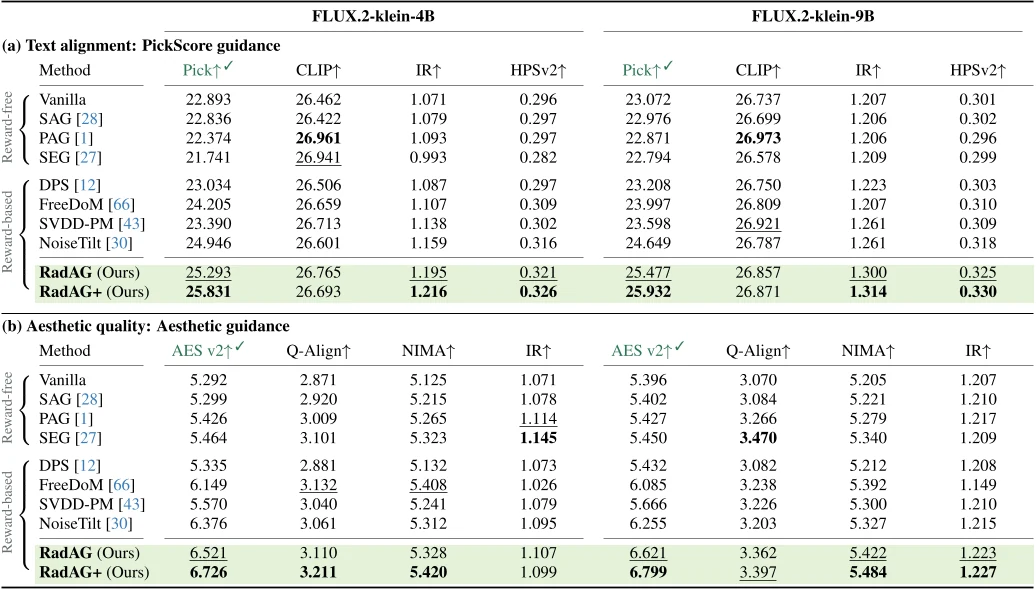 FLUX.2-klein-4B FLUX.2-klein-9B
(a) Text alignment: PickScore guidance
Method Pick↑✓ CLIP↑ IR↑ HPSv2↑ Pick↑✓ CLIP↑ IR↑ HPSv2↑
Reward-free
Vanilla 22.893 26.462 1.071 0.296 23.072 26.737 1.207 0.301
SAG [28] 22.836 26.422 1.079 0.297 22.976 26.699 1.206 0.302
PAG [1] 22.374 26.961 1.093 0.297 22.871 26.973 1.206 0.296
SEG [27] 21.741 26.941 0.993 0.282 22.794 26.578 1.209 0.299
Reward-based
DPS [12] 23.034 26.506 1.087 0.297 23.208 26.750 1.223 0.303
FreeDoM [66] 24.205 26.659 1.107 0.309 23.997 26.809 1.207 0.310
SVDD-PM [43] 23.390 26.713 1.138 0.302 23.598 26.921 1.261 0.309
NoiseTilt [30] 24.946 26.601 1.159 0.316 24.649 26.787 1.261 0.318
RadAG (Ours) 25.293 26.765 1.195 0.321 25.477 26.857 1.300 0.325
RadAG+ (Ours) 25.831 26.693 1.216 0.326 25.932 26.871 1.314 0.330
(b) Aesthetic quality: Aesthetic guidance
Method AES v2↑✓ Q-Align↑ NIMA↑ IR↑ AES v2↑✓ Q-Align↑ NIMA↑ IR↑
Reward-free
Vanilla 5.292 2.871 5.125 1.071 5.396 3.070 5.205 1.207
SAG [28] 5.299 2.920 5.215 1.078 5.402 3.084 5.221 1.210
PAG [1] 5.426 3.009 5.265 1.114 5.427 3.266 5.279 1.217
SEG [27] 5.464 3.101 5.323 1.145 5.450 3.470 5.340 1.209
Reward-based
DPS [12] 5.335 2.881 5.132 1.073 5.432 3.082 5.212 1.208
FreeDoM [66] 6.149 3.132 5.408 1.026 6.085 3.238 5.392 1.149
SVDD-PM [43] 5.570 3.040 5.241 1.079 5.666 3.226 5.300 1.210
NoiseTilt [30] 6.376 3.061 5.312 1.095 6.255 3.203 5.327 1.215
RadAG (Ours) 6.521 3.110 5.328 1.107 6.621 3.362 5.422 1.223
RadAG+ (Ours) 6.726 3.211 5.420 1.099 6.799 3.397 5.484 1.227